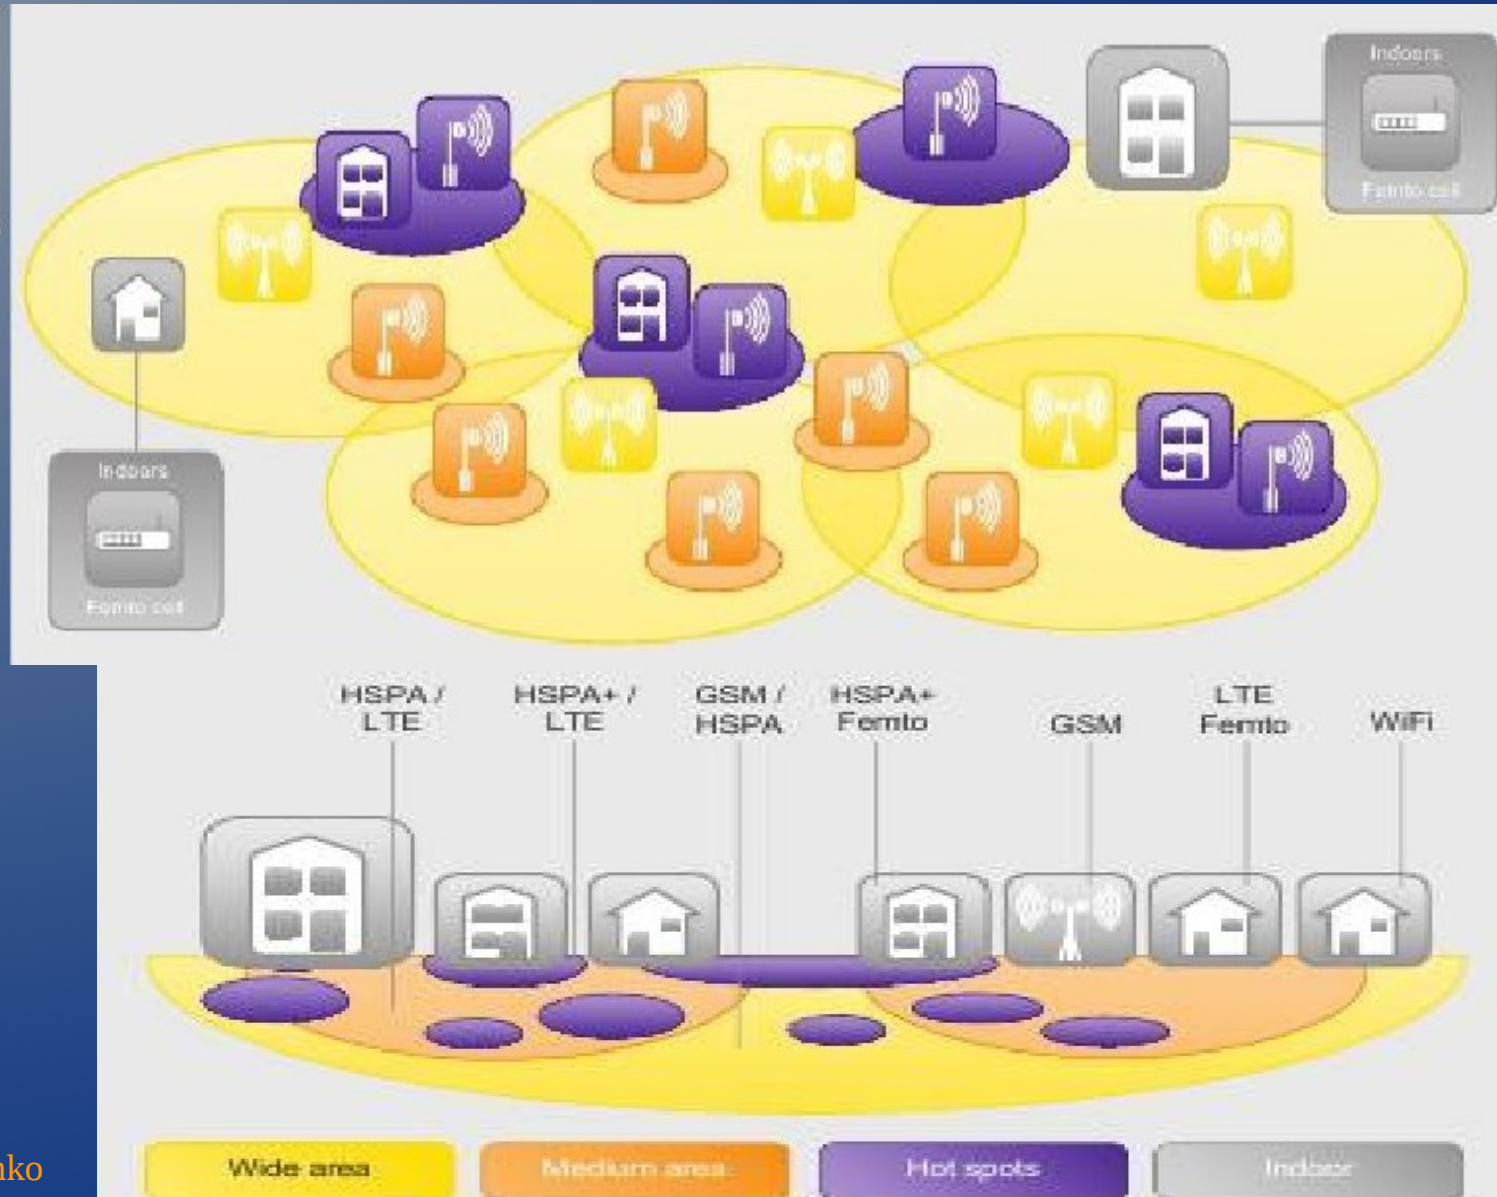 Indoors
Femto cell
Indoors
Femto cell
HSPA /
LTE
HSPA+ /
LTE
GSM /
HSPA
HSPA+
Femto
GSM
LTE
Femto
WiFi
Wide area
Medium area
Hot spots
Indoor
nko